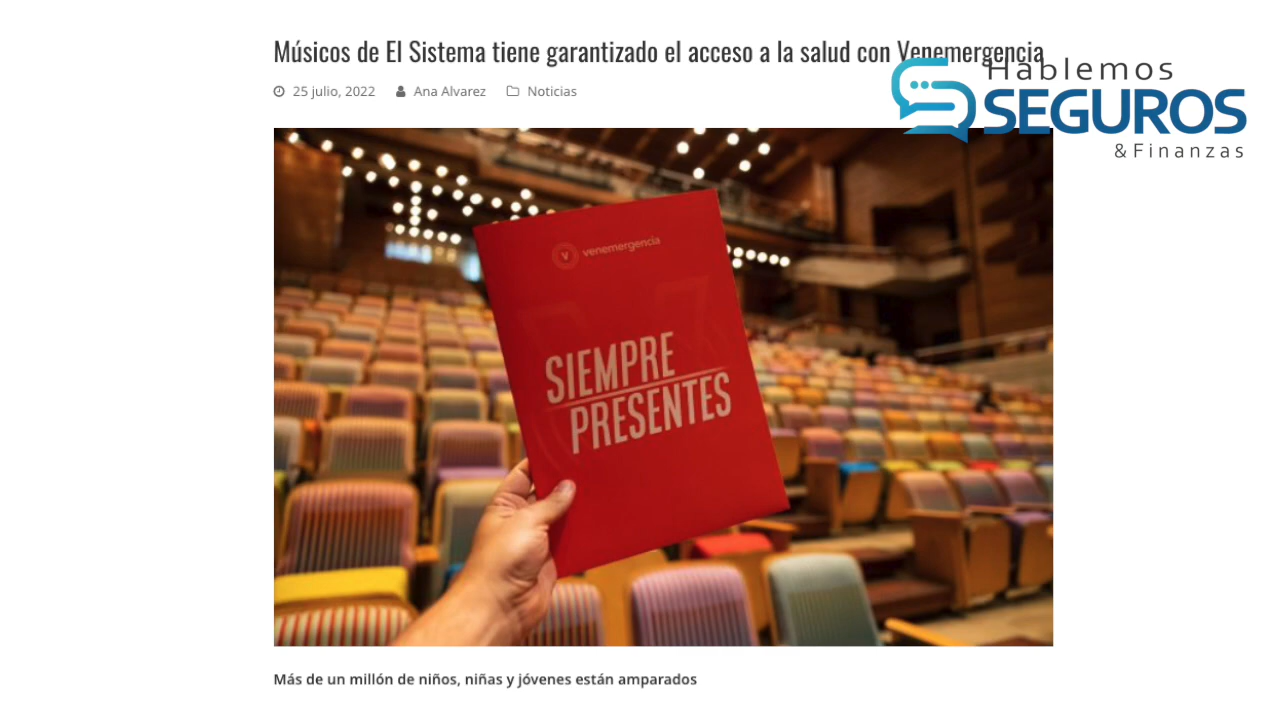 Músicos de El Sistema tiene garantizado el acceso a la salud con Venemergencia
Hablemos
SEGUROS
& Finanzas
25 julio, 2022 Ana Alvarez Noticias
V venemergencia
SIEMPRE
PRESENTES
Más de un millón de niños, niñas y jóvenes están amparados